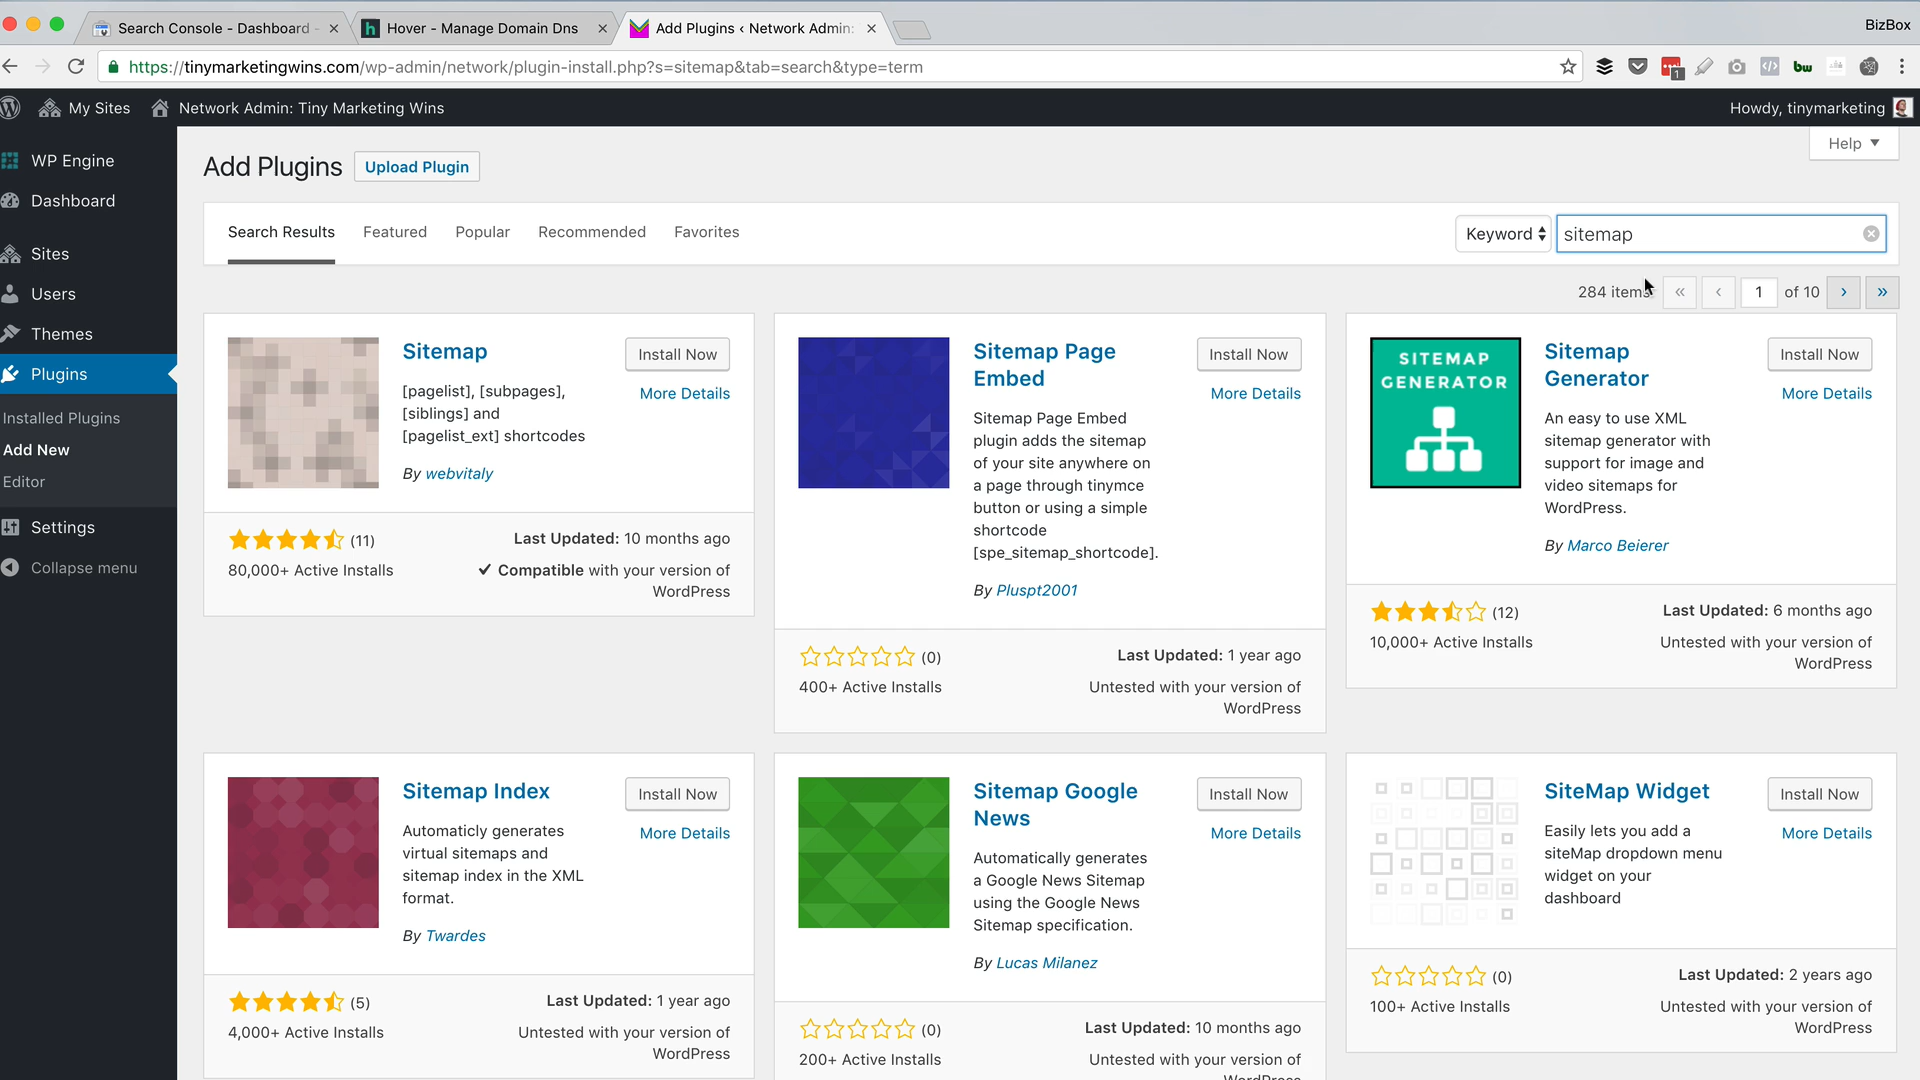 Search Console - Dashboard -
Hover - Manage Domain Dns
Add Plugins ‹ Network Admin:
BizBox
https://tinymarketingwins.com/wp-admin/network/plugin-install.php?s=sitemap&tab=search&type=term
1
bw
My Sites
Network Admin: Tiny Marketing Wins
Howdy, tinymarketing
WP Engine
Dashboard
Sites
Users
Themes
Plugins
Installed Plugins
Add New
Editor
Settings
Collapse menu
Help
Add Plugins
Upload Plugin
Search Results
Featured
Popular
Recommended
Favorites
Keyword
sitemap
284 items
«
‹
1
of 10
›
»
Sitemap
Install Now
More Details
[pagelist], [subpages],
[siblings] and
[pagelist_ext] shortcodes
By webvitaly
(11)
80,000+ Active Installs
Last Updated: 10 months ago
Compatible with your version of
WordPress
Sitemap Page
Embed
Install Now
More Details
Sitemap Page Embed
plugin adds the sitemap
of your site anywhere on
a page through tinymce
button or using a simple
shortcode
[spe_sitemap_shortcode].
By Pluspt2001
(0)
400+ Active Installs
Last Updated: 1 year ago
Untested with your version of
WordPress
SITEMAP
GENERATOR
Sitemap
Generator
Install Now
More Details
An easy to use XML
sitemap generator with
support for image and
video sitemaps for
WordPress.
By Marco Beierer
(12)
10,000+ Active Installs
Last Updated: 6 months ago
Untested with your version of
WordPress
Sitemap Index
Install Now
More Details
Automaticly generates
virtual sitemaps and
sitemap index in the XML
format.
By Twardes
(5)
4,000+ Active Installs
Last Updated: 1 year ago
Untested with your version of
WordPress
Sitemap Google
News
Install Now
More Details
Automatically generates
a Google News Sitemap
using the Google News
Sitemap specification.
By Lucas Milanez
(0)
200+ Active Installs
Last Updated: 10 months ago
Untested with your version of
WordPress
SiteMap Widget
Install Now
More Details
Easily lets you add a
siteMap dropdown menu
widget on your
dashboard
(0)
100+ Active Installs
Last Updated: 2 years ago
Untested with your version of
WordPress